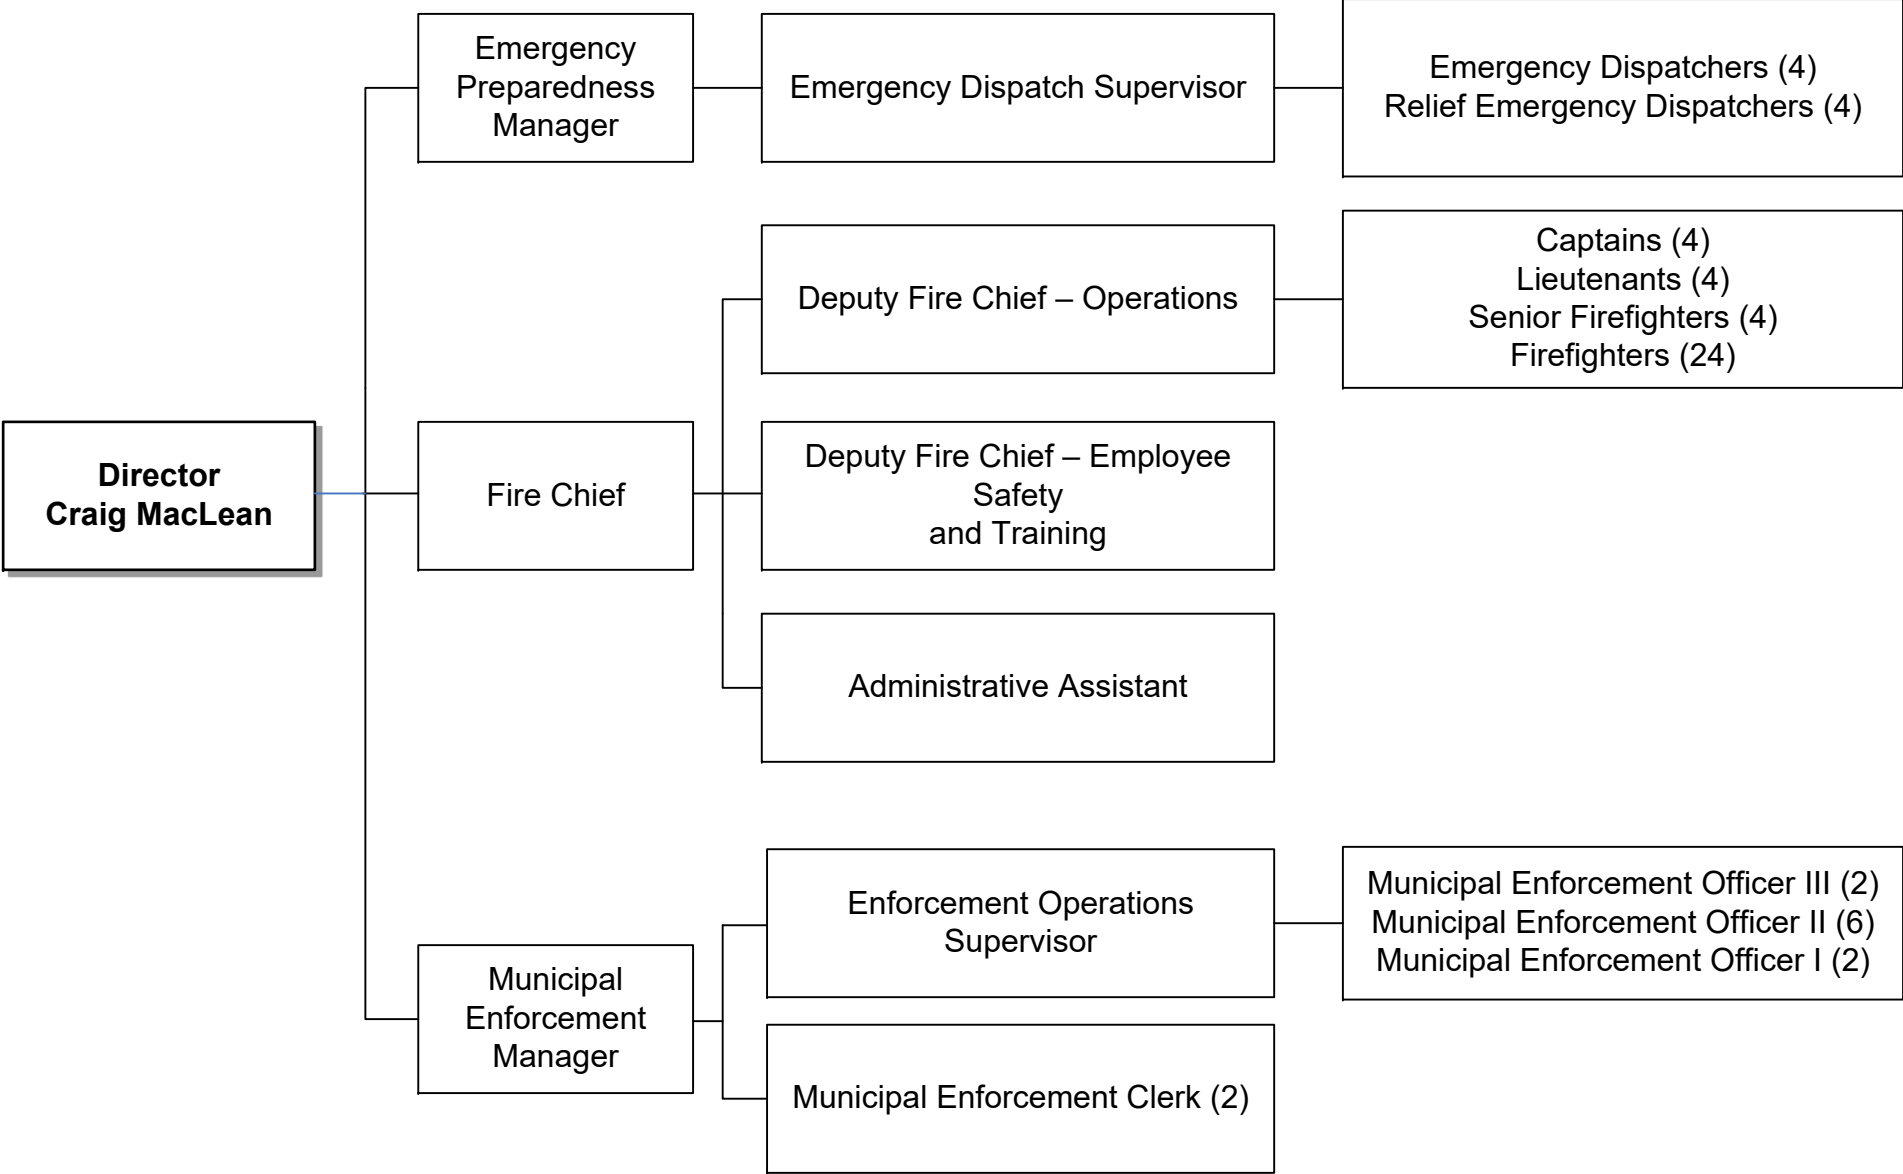 Emergency
Preparedness
Manager
Emergency Dispatch Supervisor
Emergency Dispatchers (4)
Relief Emergency Dispatchers (4)
Deputy Fire Chief – Operations
Captains (4)
Lieutenants (4)
Senior Firefighters (4)
Firefighters (24)
Director
Craig MacLean
Fire Chief
Deputy Fire Chief – Employee
Safety
and Training
Administrative Assistant
Municipal
Enforcement
Manager
Enforcement Operations
Supervisor
Municipal Enforcement Officer III (2)
Municipal Enforcement Officer II (6)
Municipal Enforcement Officer I (2)
Municipal Enforcement Clerk (2)